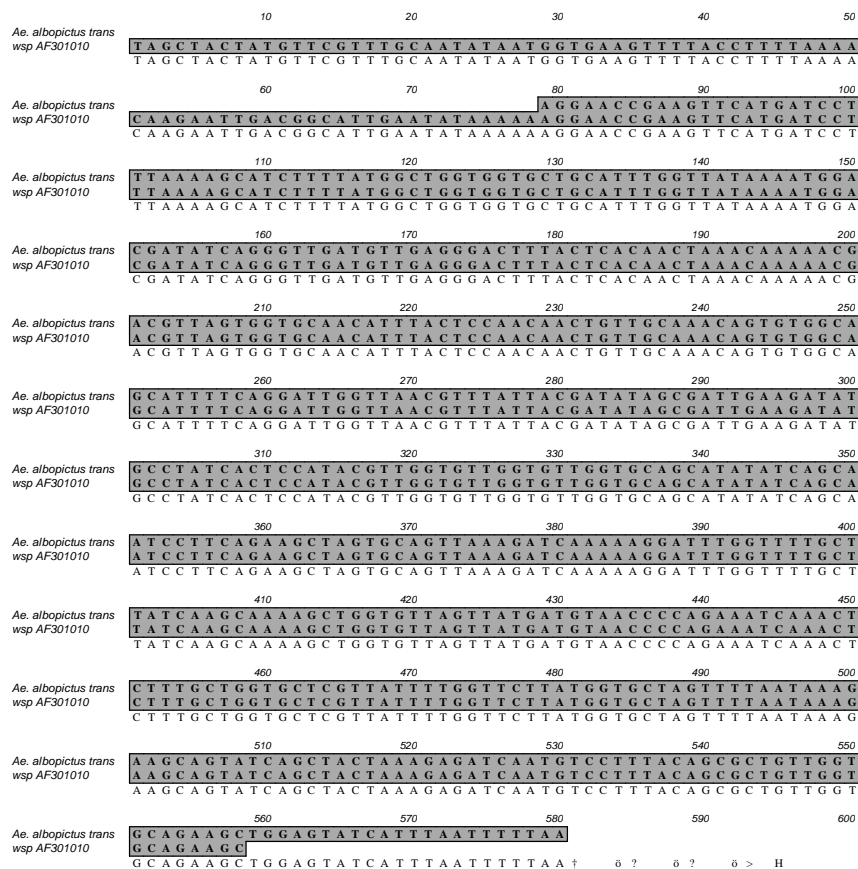 10 20 30 40 50
Ae. albopictus trans
wsp AF301010 TAGCTACTATGTTCGTTTGCAATATAATGGTGAAGTTTTACCTTTTAAAA
TAGCTACTATGTTCGTTTGCAATATAATGGTGAAGTTTTACCTTTTAAAA
60 70 80 90 100
Ae. albopictus trans AGGAACCGAAGTTCATGATCCT
wsp AF301010 CAAGAATTGACGGCATTGAATATAAAAAAGGAACCGAAGTTCATGATCCT
CAAGAATTGACGGCATTGAATATAAAAAAGGAACCGAAGTTCATGATCCT
110 120 130 140 150
Ae. albopictus trans TTAAAAGCATCTTTTATGGCTGGTGGTGCTGCATTTGGTTATAAAATGGA
wsp AF301010 TTAAAAGCATCTTTTATGGCTGGTGGTGCTGCATTTGGTTATAAAATGGA
TTAAAAGCATCTTTTATGGCTGGTGGTGCTGCATTTGGTTATAAAATGGA
160 170 180 190 200
Ae. albopictus trans CGATATCAGGGTTGATGTTGAGGGACTTTACTCACAACTAAACAAAAACG
wsp AF301010 CGATATCAGGGTTGATGTTGAGGGACTTTACTCACAACTAAACAAAAACG
CGATATCAGGGTTGATGTTGAGGGACTTTACTCACAACTAAACAAAAACG
210 220 230 240 250
Ae. albopictus trans ACGTTAGTGGTGCAACATTTACTCCAACAACTGTTGCAAACAGTGTGGCA
wsp AF301010 ACGTTAGTGGTGCAACATTTACTCCAACAACTGTTGCAAACAGTGTGGCA
ACGTTAGTGGTGCAACATTTACTCCAACAACTGTTGCAAACAGTGTGGCA
260 270 280 290 300
Ae. albopictus trans GCATTTTCAGGATTGGTTAACGTTTATTACGATATAGCGATTGAAGATAT
wsp AF301010 GCATTTTCAGGATTGGTTAACGTTTATTACGATATAGCGATTGAAGATAT
GCATTTTCAGGATTGGTTAACGTTTATTACGATATAGCGATTGAAGATAT
310 320 330 340 350
Ae. albopictus trans GCCTATCACTCCATACGTTGGTGTTGGTGTTGGTGCAGCATATATCAGCA
wsp AF301010 GCCTATCACTCCATACGTTGGTGTTGGTGTTGGTGCAGCATATATCAGCA
GCCTATCACTCCATACGTTGGTGTTGGTGTTGGTGCAGCATATATCAGCA
360 370 380 390 400
Ae. albopictus trans ATCCTTCAGAAGCTAGTGCAGTTAAAGATCAAAAAGGATTTGGTTTTGCT
wsp AF301010 ATCCTTCAGAAGCTAGTGCAGTTAAAGATCAAAAAGGATTTGGTTTTGCT
ATCCTTCAGAAGCTAGTGCAGTTAAAGATCAAAAAGGATTTGGTTTTGCT
410 420 430 440 450
Ae. albopictus trans TATCAAGCAAAAGCTGGTGTTAGTTATGATGTAACCCCAGAAATCAAACT
wsp AF301010 TATCAAGCAAAAGCTGGTGTTAGTTATGATGTAACCCCAGAAATCAAACT
TATCAAGCAAAAGCTGGTGTTAGTTATGATGTAACCCCAGAAATCAAACT
460 470 480 490 500
Ae. albopictus trans CTTTGCTGGTGCTCGTTATTTTGGTTCTTATGGTGCTAGTTTTAATAAAG
wsp AF301010 CTTTGCTGGTGCTCGTTATTTTGGTTCTTATGGTGCTAGTTTTAATAAAG
CTTTGCTGGTGCTCGTTATTTTGGTTCTTATGGTGCTAGTTTTAATAAAG
510 520 530 540 550
Ae. albopictus trans AAGCAGTATCAGCTACTAAAGAGATCAATGTCCTTTACAGCGCTGTTGGT
wsp AF301010 AAGCAGTATCAGCTACTAAAGAGATCAATGTCCTTTACAGCGCTGTTGGT
AAGCAGTATCAGCTACTAAAGAGATCAATGTCCTTTACAGCGCTGTTGGT
560 570 580 590 600
Ae. albopictus trans GCAGAAGCTGGAGTATCATTTAATTTTTAA
wsp AF301010 GCAGAAGC
GCAGAAGCTGGAGTATCATTTAATTTTTAA† ö ? ö ? ö > H